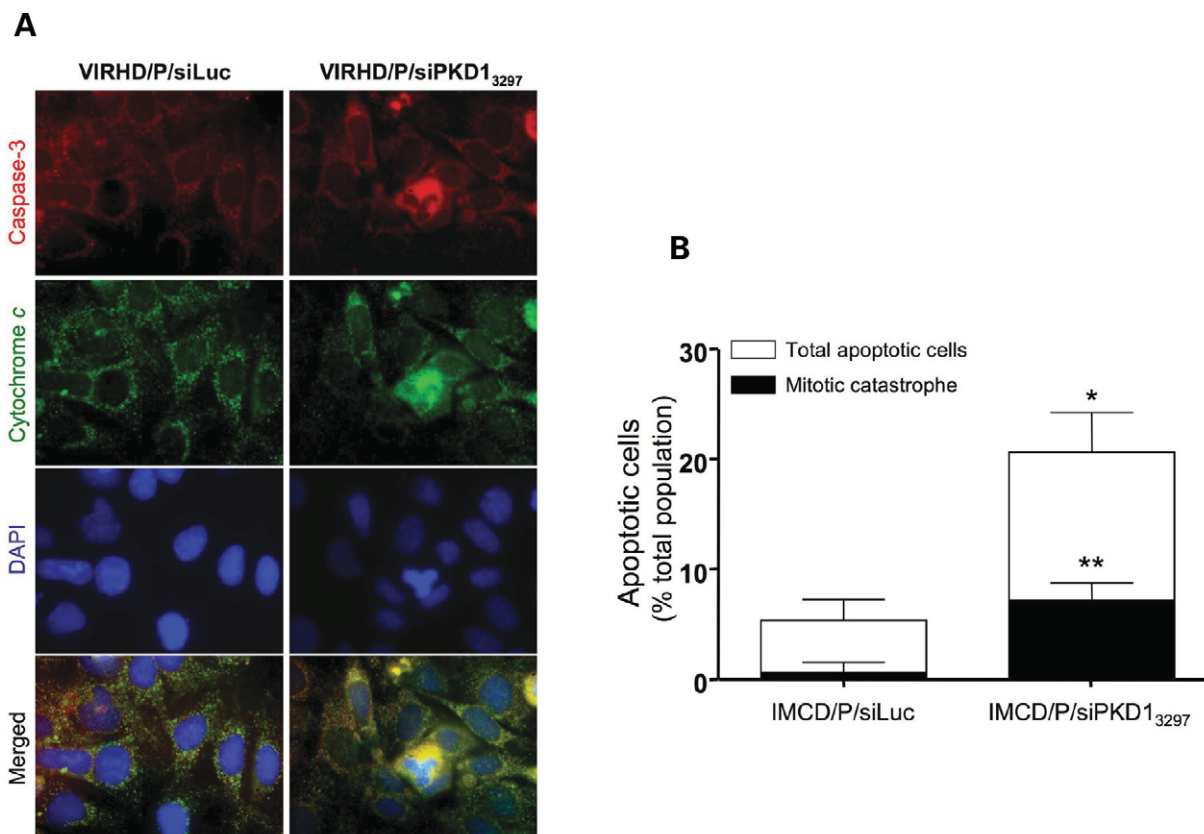 A
VIRHD/P/siLuc
VIRHD/P/siPKD1₃₂₉₇
Caspase-3
Cytochrome c
DAPI
Merged
B
Total apoptotic cells
Mitotic catastrophe
Apoptotic cells
(% total population)
30
20
10
0
*
**
IMCD/P/siLuc
IMCD/P/siPKD1₃₂₉₇